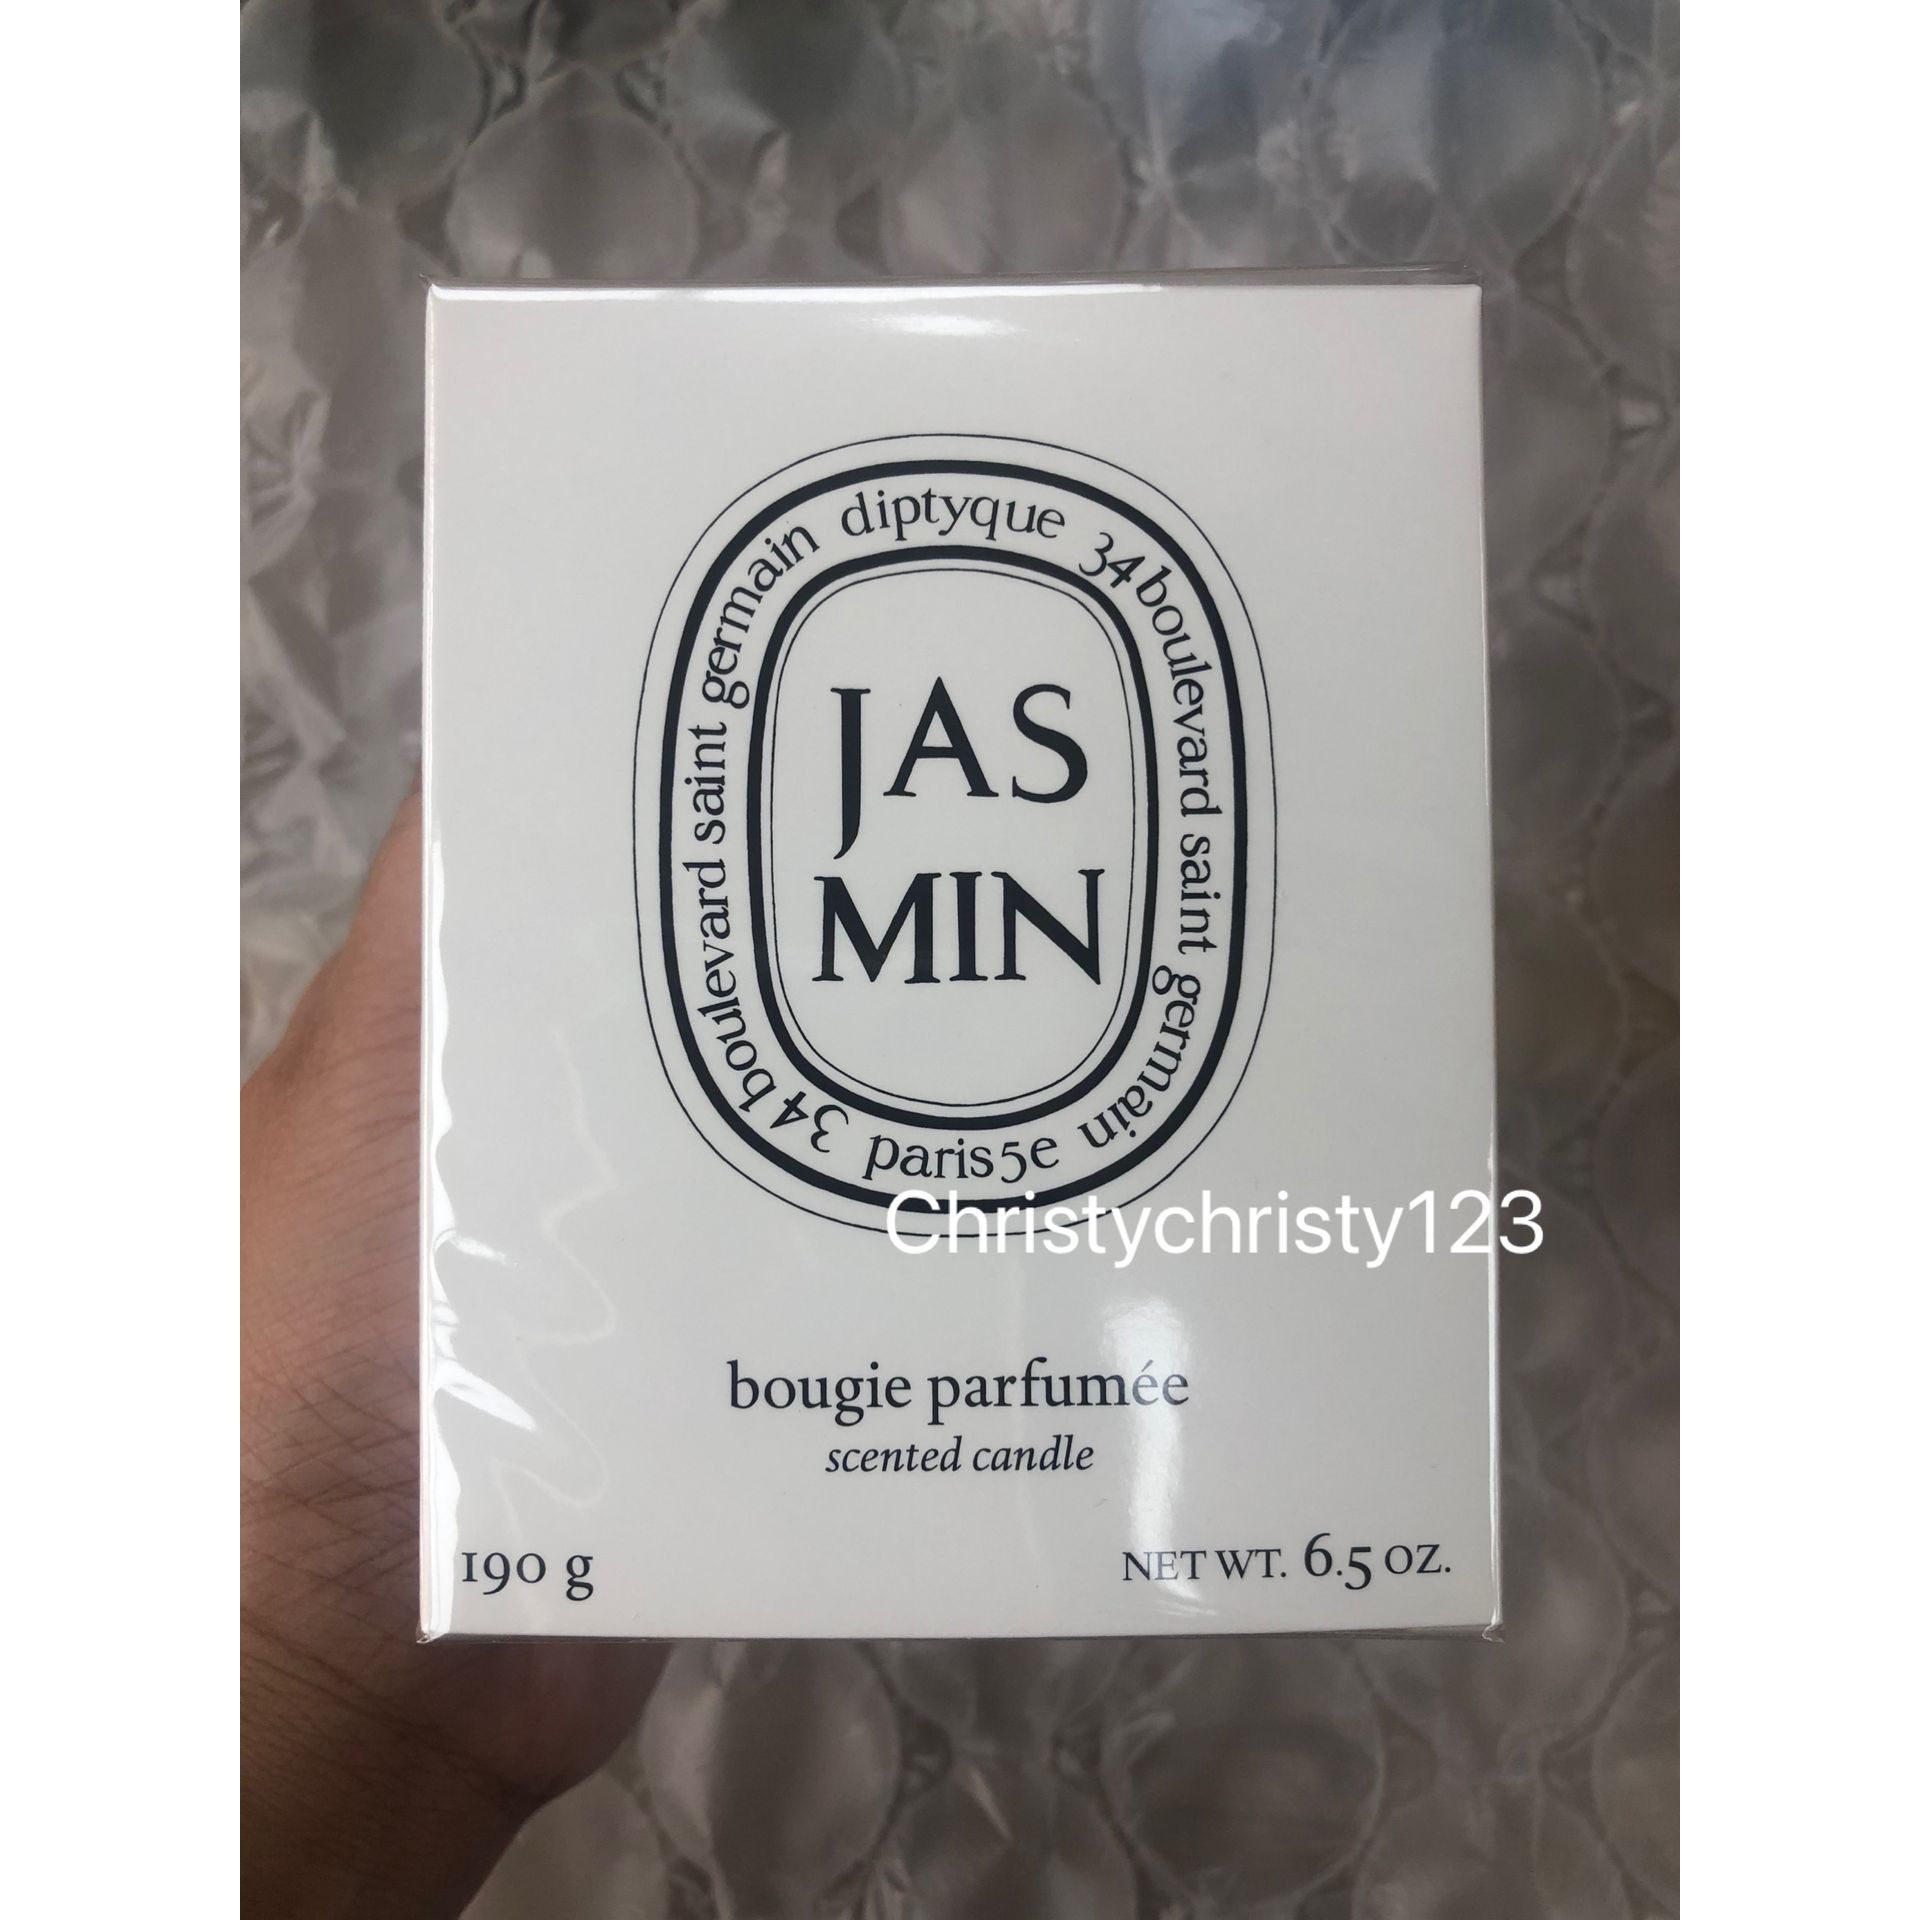 diptyque 34 boulevard saint germain
paris 5e
34 boulevard saint germain
JAS
MIN
Christychristy123
bougie parfumée
scented candle
190 g
NET WT. 6.5 OZ.